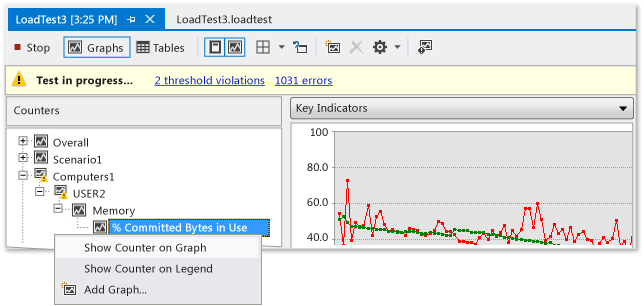 LoadTest3 [3:25 PM]
LoadTest3.loadtest
Stop
Graphs
Tables
Test in progress...
2 threshold violations
1031 errors
Counters
Key Indicators
Overall
Scenario1
Computers1
USER2
Memory
% Committed Bytes in Use
Show Counter on Graph
Show Counter on Legend
Add Graph...
100
80.0
60.0
40.0